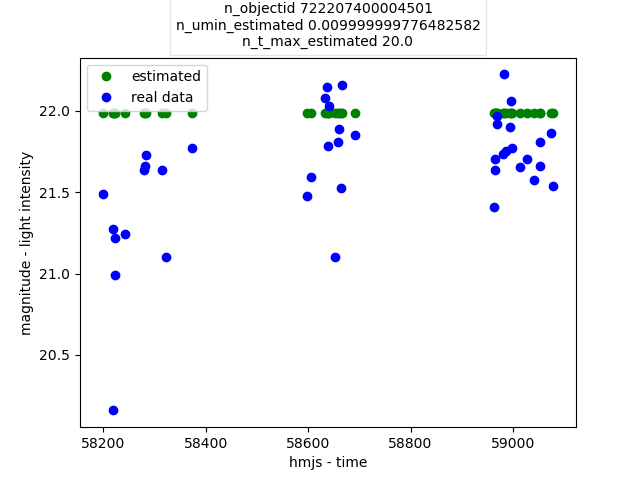 n_objectid 722207400004501
n_umin_estimated 0.009999999776482582
n_t_max_estimated 20.0
estimated
real data
22.0
21.5
21.0
20.5
magnitude - light intensity
58200 58400 58600 58800 59000
hmjs - time